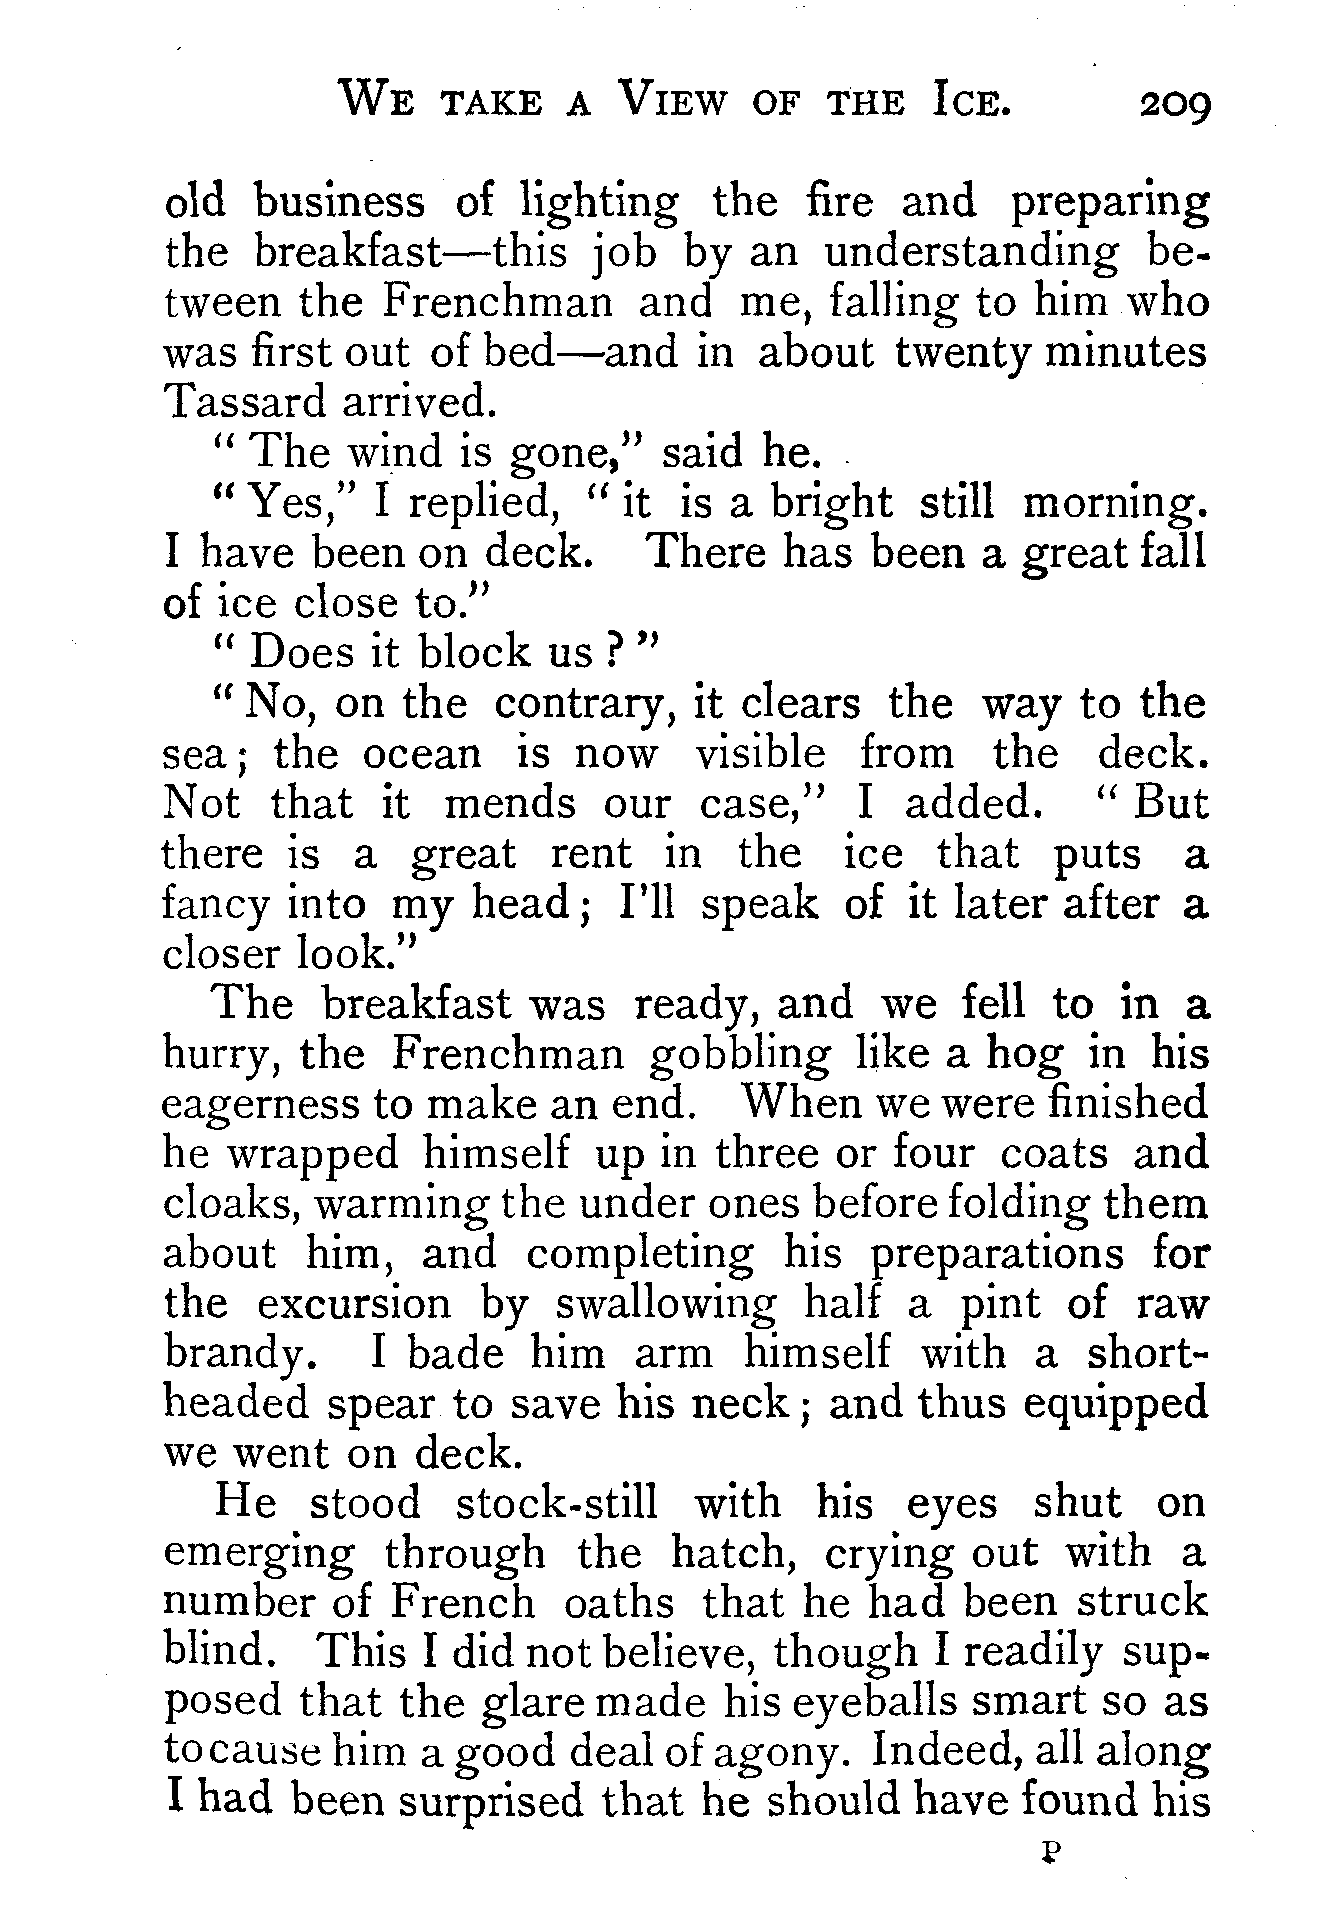 We take a View of the Ice. 209
old business of lighting the fire and preparing
the breakfast—this job by an understanding be-
tween the Frenchman and me, falling to him who
was first out of bed—and in about twenty minutes
Tassard arrived.
“ The wind is gone,” said he.
“ Yes,” I replied, “ it is a bright still morning.
I have been on deck. There has been a great fall
of ice close to.”
“ Does it block us ? ”
“ No, on the contrary, it clears the way to the
sea ; the ocean is now visible from the deck.
Not that it mends our case,” I added. “ But
there is a great rent in the ice that puts a
fancy into my head ; I’ll speak of it later after a
closer look.”
The breakfast was ready, and we fell to in a
hurry, the Frenchman gobbling like a hog in his
eagerness to make an end. When we were finished
he wrapped himself up in three or four coats and
cloaks, warming the under ones before folding them
about him, and completing his preparations for
the excursion by swallowing half a pint of raw
brandy. I bade him arm himself with a short-
headed spear to save his neck ; and thus equipped
we went on deck.
He stood stock-still with his eyes shut on
emerging through the hatch, crying out with a
number of French oaths that he had been struck
blind. This I did not believe, though I readily sup-
posed that the glare made his eyeballs smart so as
to cause him a good deal of agony. Indeed, all along
I had been surprised that he should have found his
P